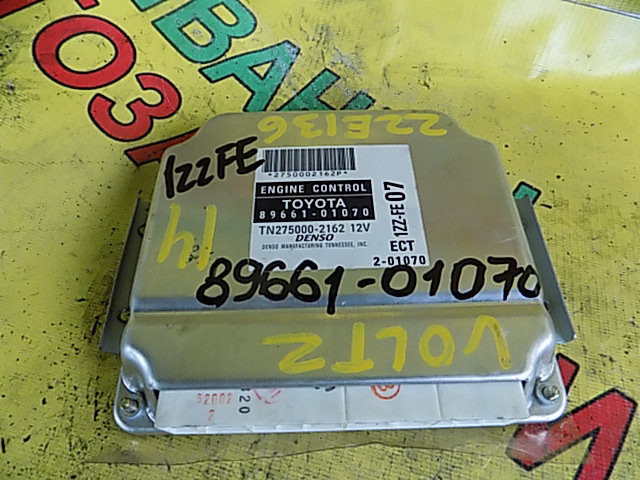 22E136
1ZZFE
*2750002162P*
ENGINE CONTROL
TOYOTA
89661-01070
TN275000-2162 12V
DENSO
DENSO MANUFACTURING TENNESSEE, INC.
1ZZ-FE 07
ECT
2-01070
14
89661-01070
VOLTZ